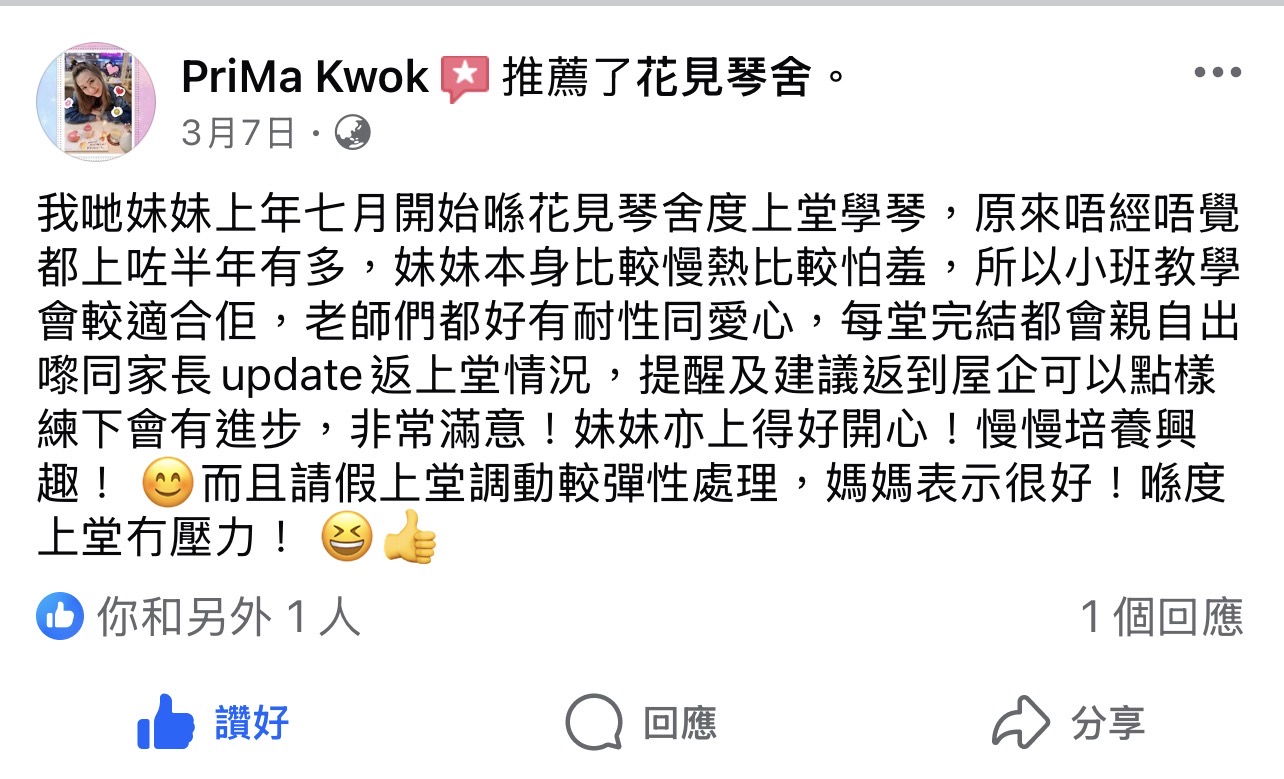 PriMa Kwok 推薦了花見琴舍。
3月7日 ·
我哋妹妹上年七月開始喺花見琴舍度上堂學琴，原來唔經唔覺
都上咗半年有多，妹妹本身比較慢熱比較怕羞，所以小班教學
會較適合佢，老師們都好有耐性同愛心，每堂完結都會親自出
嚟同家長update返上堂情況，提醒及建議返到屋企可以點樣
練下會有進步，非常滿意！妹妹亦上得好開心！慢慢培養興
趣！ 😊而且請假上堂調動較彈性處理，媽媽表示很好！喺度
上堂冇壓力！ 😆👍
你和另外 1 人
1 個回應
讚好
回應
分享